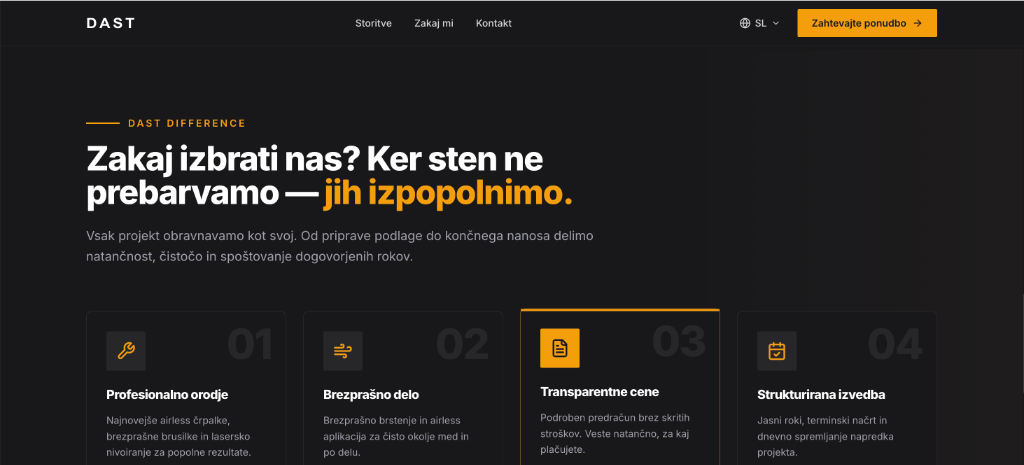 DAST
Storitve
Zakaj mi
Kontakt
SL
Zahtevajte ponudbo
DAST DIFFERENCE
Zakaj izbrati nas? Ker sten ne
prebarvamo — jih izpopolnimo.
Vsak projekt obravnavamo kot svoj. Od priprave podlage do končnega nanosa delimo
natančnost, čistočo in spoštovanje dogovorjenih rokov.
01
Profesionalno orodje
Najnovejše airless črpalke,
brezprašne brusilke in lasersko
nivoiranje za popolne rezultate.
02
Brezprašno delo
Brezprašno brstenje in airless
aplikacija za čisto okolje med in
po delu.
03
Transparentne cene
Podroben predračun brez skritih
stroškov. Veste natančno, za kaj
plačujete.
04
Strukturirana izvedba
Jasni roki, terminski načrt in
dnevno spremljanje napredka
projekta.